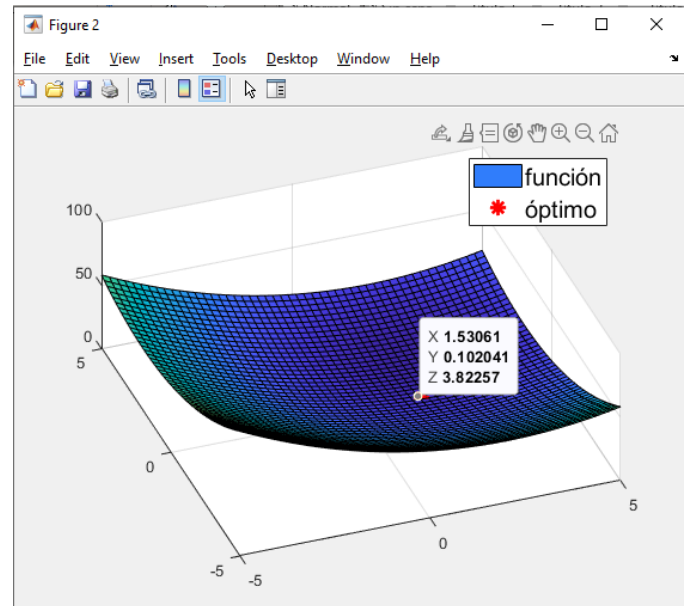 Figure 2
File Edit View Insert Tools Desktop Window Help
función
óptimo
100
50
0
5
0
-5
-5
0
5
X 1.53061
Y 0.102041
Z 3.82257